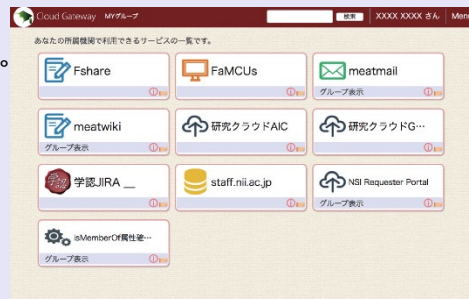 Cloud Gateway MYグループ 検索 XXXX XXXX さん Menu
あなたの所属機関で利用できるサービスの一覧です。
。
Fshare FaMCUs meatmail
グループ表示
meatwiki 研究クラウドAIC 研究クラウドG…
グループ表示
学認JIRA __ staff.nii.ac.jp NSI Requester Portal
グループ表示
isMemberOf属性確…
グループ表示